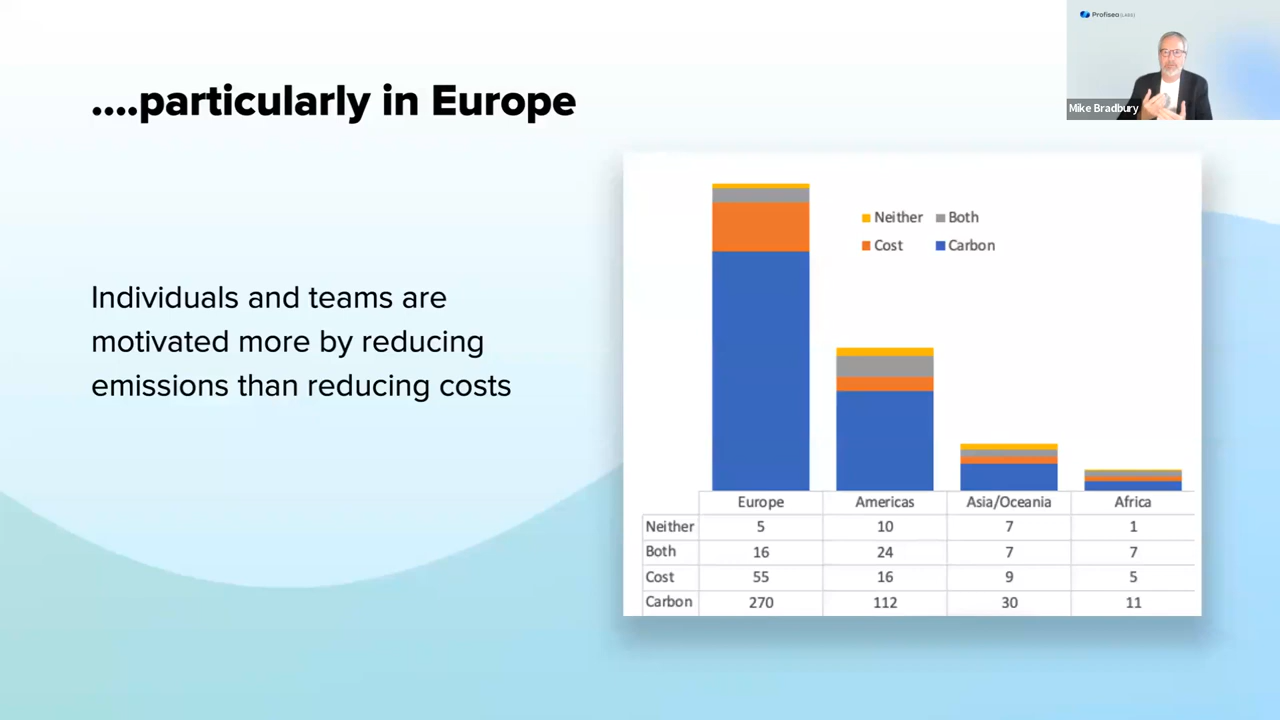 Profiseo (LABS)
Mike Bradbury
....particularly in Europe
Individuals and teams are
motivated more by reducing
emissions than reducing costs
Neither Both
Cost Carbon
Europe Americas Asia/Oceania Africa
Neither 5 10 7 1
Both 16 24 7 7
Cost 55 16 9 5
Carbon 270 112 30 11